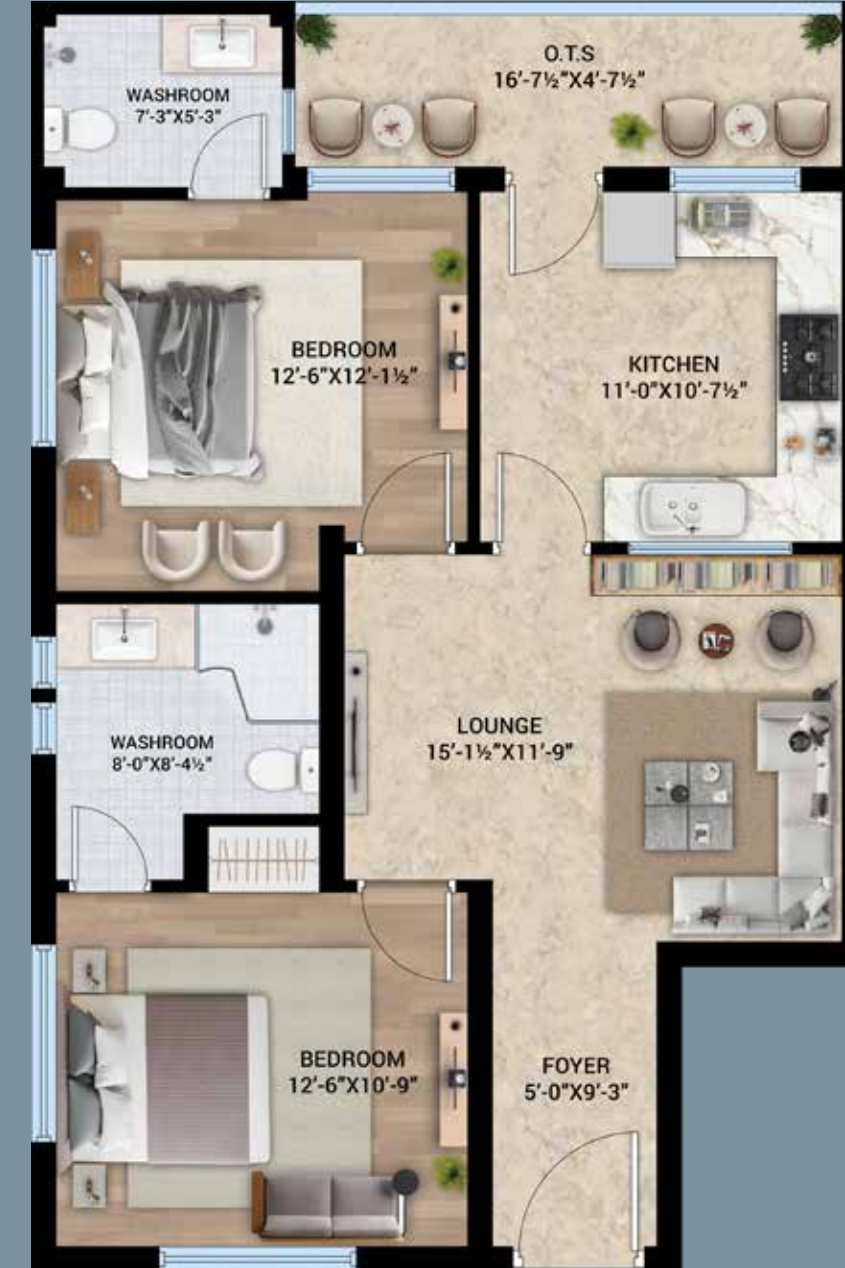 O.T.S
16'-7½"X4'-7½"
WASHROOM
7'-3"X5'-3"
BEDROOM
12'-6"X12'-1½"
KITCHEN
11'-0"X10'-7½"
LOUNGE
15'-1½"X11'-9"
WASHROOM
8'-0"X8'-4½"
BEDROOM
12'-6"X10'-9"
FOYER
5'-0"X9'-3"